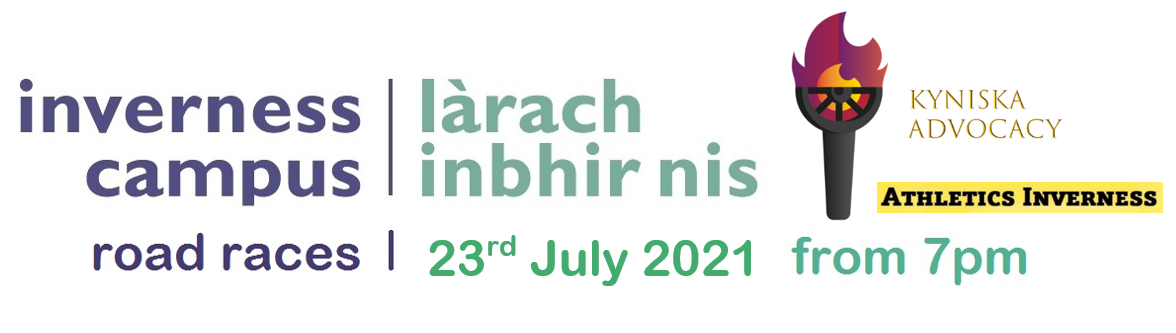 inverness
campus
làrach
inbhir nis
KYNISKA
ADVOCACY
ATHLETICS INVERNESS
road races | 23rd July 2021 from 7pm